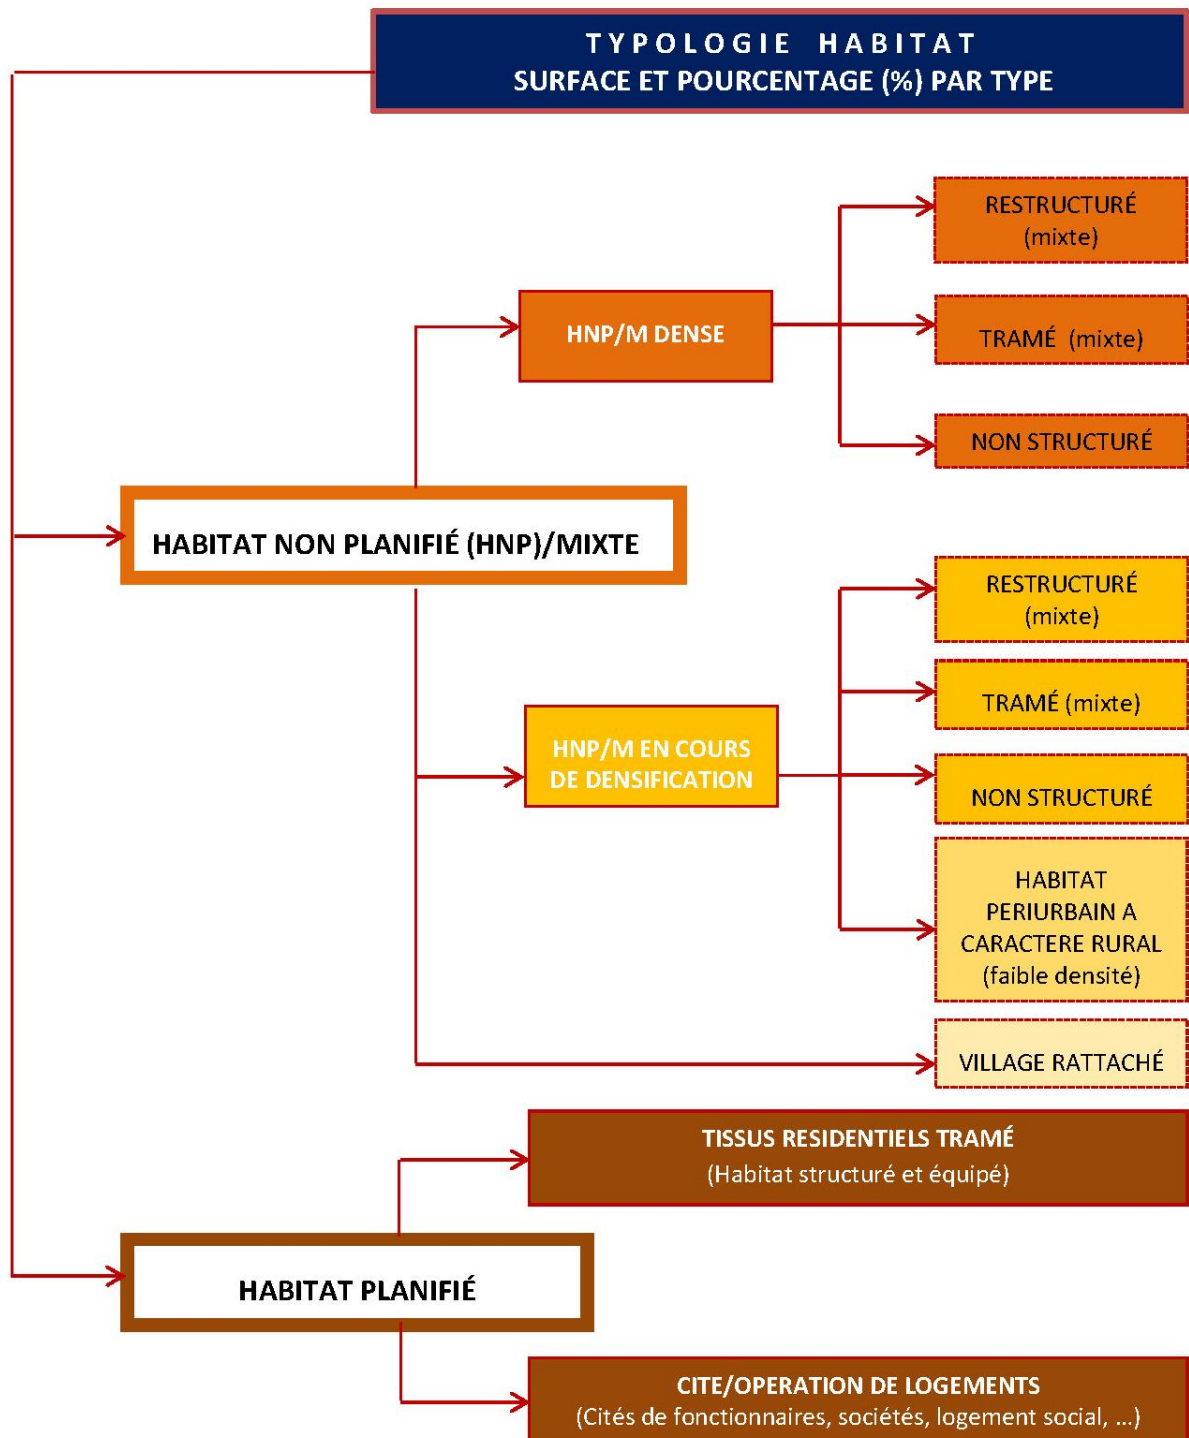 TYPOLOGIE HABITAT
SURFACE ET POURCENTAGE (%) PAR TYPE
RESTRUCTURÉ
(mixte)
HNP/M DENSE
TRAMÉ (mixte)
NON STRUCTURÉ
HABITAT NON PLANIFIÉ (HNP)/MIXTE
RESTRUCTURÉ
(mixte)
TRAMÉ (mixte)
HNP/M EN COURS
DE DENSIFICATION
NON STRUCTURÉ
HABITAT
PERIURBAIN A
CARACTERE RURAL
(faible densité)
VILLAGE RATTACHÉ
TISSUS RESIDENTIELS TRAMÉ
(Habitat structuré et équipé)
HABITAT PLANIFIÉ
CITE/OPERATION DE LOGEMENTS
(Cités de fonctionnaires, sociétés, logement social, ...)